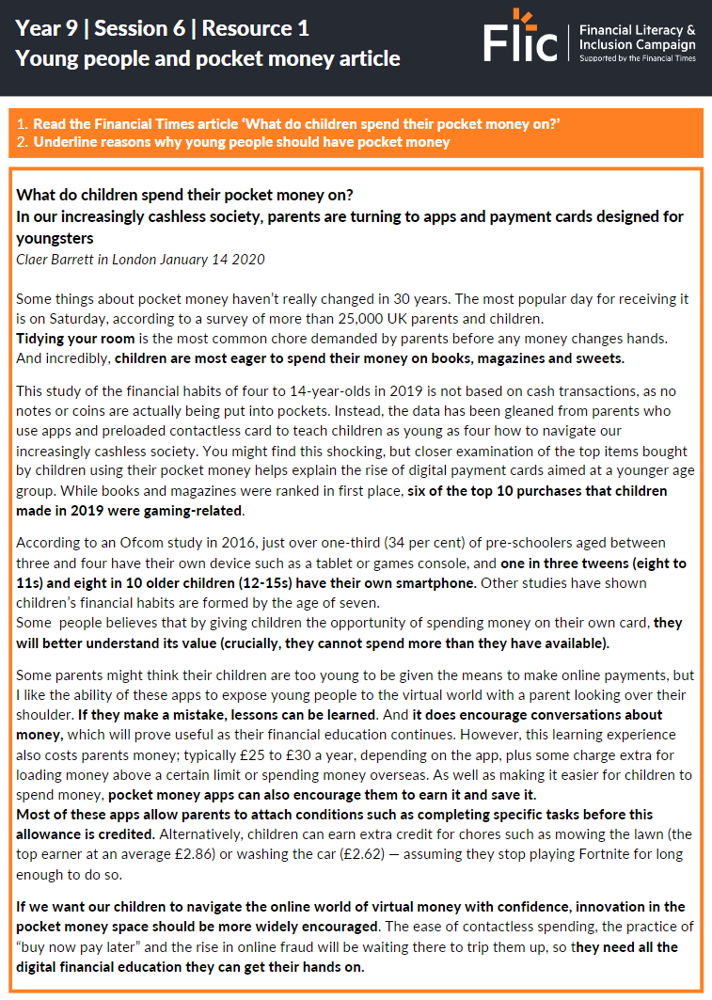 Year 9 | Session 6 | Resource 1
Young people and pocket money article
Flic
Financial Literacy &
Inclusion Campaign
Supported by the Financial Times
1. Read the Financial Times article ‘What do children spend their pocket money on?’
2. Underline reasons why young people should have pocket money
What do children spend their pocket money on?
In our increasingly cashless society, parents are turning to apps and payment cards designed for
youngsters
Claer Barrett in London January 14 2020
Some things about pocket money haven’t really changed in 30 years. The most popular day for receiving it
is on Saturday, according to a survey of more than 25,000 UK parents and children.
Tidying your room is the most common chore demanded by parents before any money changes hands.
And incredibly, children are most eager to spend their money on books, magazines and sweets.
This study of the financial habits of four to 14-year-olds in 2019 is not based on cash transactions, as no
notes or coins are actually being put into pockets. Instead, the data has been gleaned from parents who
use apps and preloaded contactless card to teach children as young as four how to navigate our
increasingly cashless society. You might find this shocking, but closer examination of the top items bought
by children using their pocket money helps explain the rise of digital payment cards aimed at a younger age
group. While books and magazines were ranked in first place, six of the top 10 purchases that children
made in 2019 were gaming-related.
According to an Ofcom study in 2016, just over one-third (34 per cent) of pre-schoolers aged between
three and four have their own device such as a tablet or games console, and one in three tweens (eight to
11s) and eight in 10 older children (12-15s) have their own smartphone. Other studies have shown
children’s financial habits are formed by the age of seven.
Some people believes that by giving children the opportunity of spending money on their own card, they
will better understand its value (crucially, they cannot spend more than they have available).
Some parents might think their children are too young to be given the means to make online payments, but
I like the ability of these apps to expose young people to the virtual world with a parent looking over their
shoulder. If they make a mistake, lessons can be learned. And it does encourage conversations about
money, which will prove useful as their financial education continues. However, this learning experience
also costs parents money; typically £25 to £30 a year, depending on the app, plus some charge extra for
loading money above a certain limit or spending money overseas. As well as making it easier for children to
spend money, pocket money apps can also encourage them to earn it and save it.
Most of these apps allow parents to attach conditions such as completing specific tasks before this
allowance is credited. Alternatively, children can earn extra credit for chores such as mowing the lawn (the
top earner at an average £2.86) or washing the car (£2.62) — assuming they stop playing Fortnite for long
enough to do so.
If we want our children to navigate the online world of virtual money with confidence, innovation in the
pocket money space should be more widely encouraged. The ease of contactless spending, the practice of
“buy now pay later” and the rise in online fraud will be waiting there to trip them up, so they need all the
digital financial education they can get their hands on.